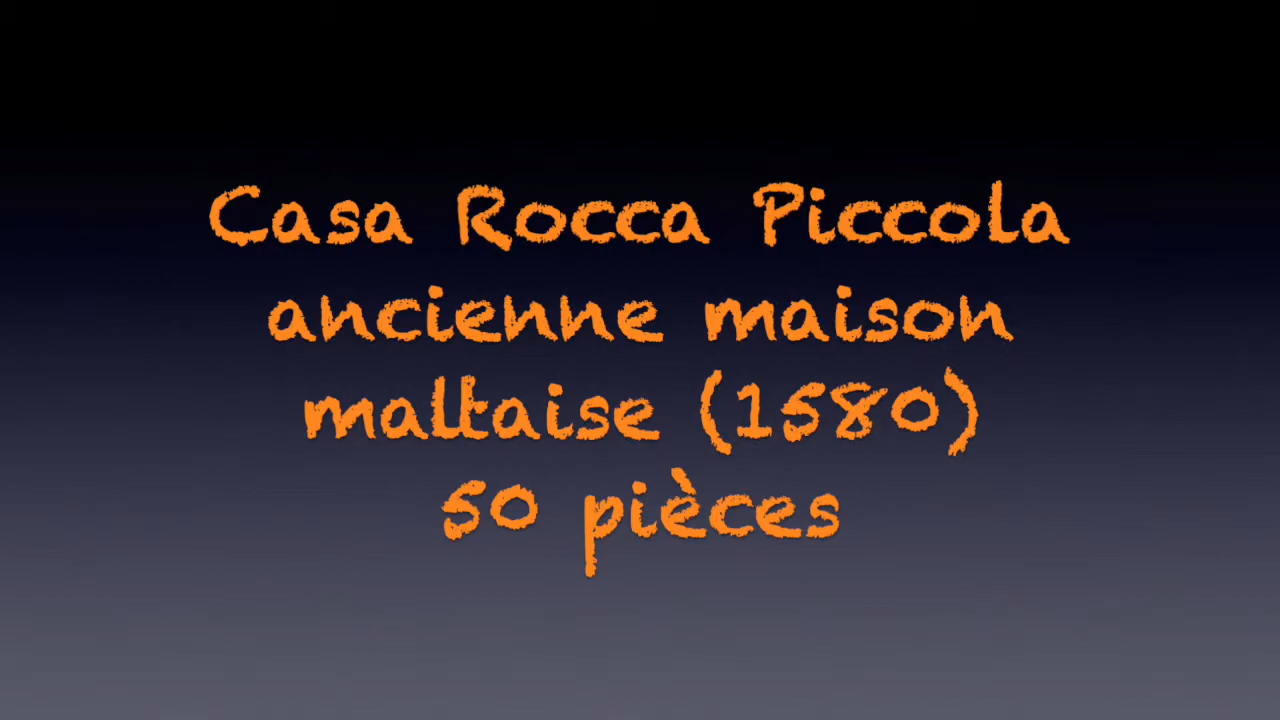 Casa Rocca Piccola
ancienne maison
maltaise (1580)
50 pièces